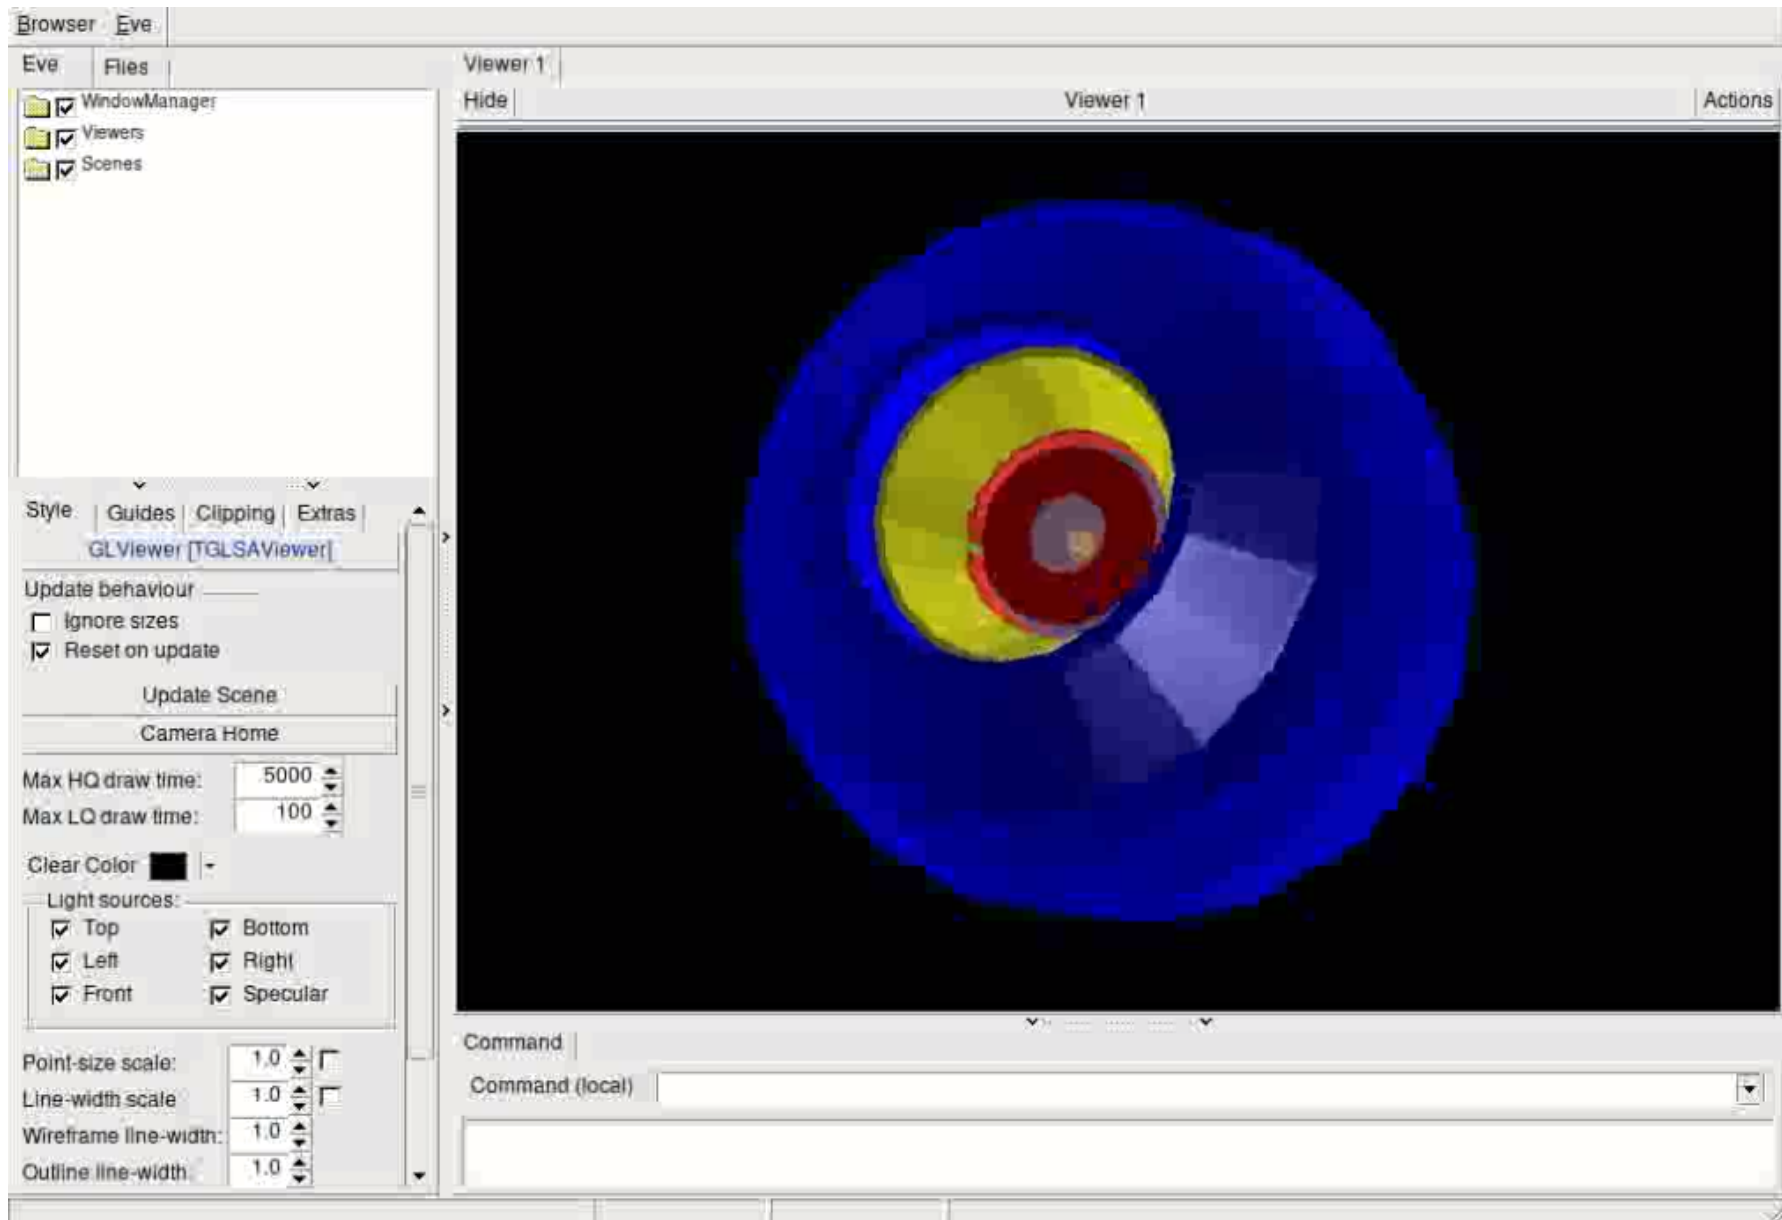 Browser Eve
Eve Files
WindowManager
Viewers
Scenes
Style Guides Clipping Extras
GLViewer [TGLSAViewer]
Update behaviour
Ignore sizes
Reset on update
Update Scene
Camera Home
Max HQ draw time: 5000
Max LQ draw time: 100
Clear Color
Light sources:
Top Bottom
Left Right
Front Specular
Point-size scale: 1.0
Line-width scale 1.0
Wireframe line-width: 1.0
Outline line-width: 1.0
Viewer 1
Hide Viewer 1 Actions
Command
Command (local)